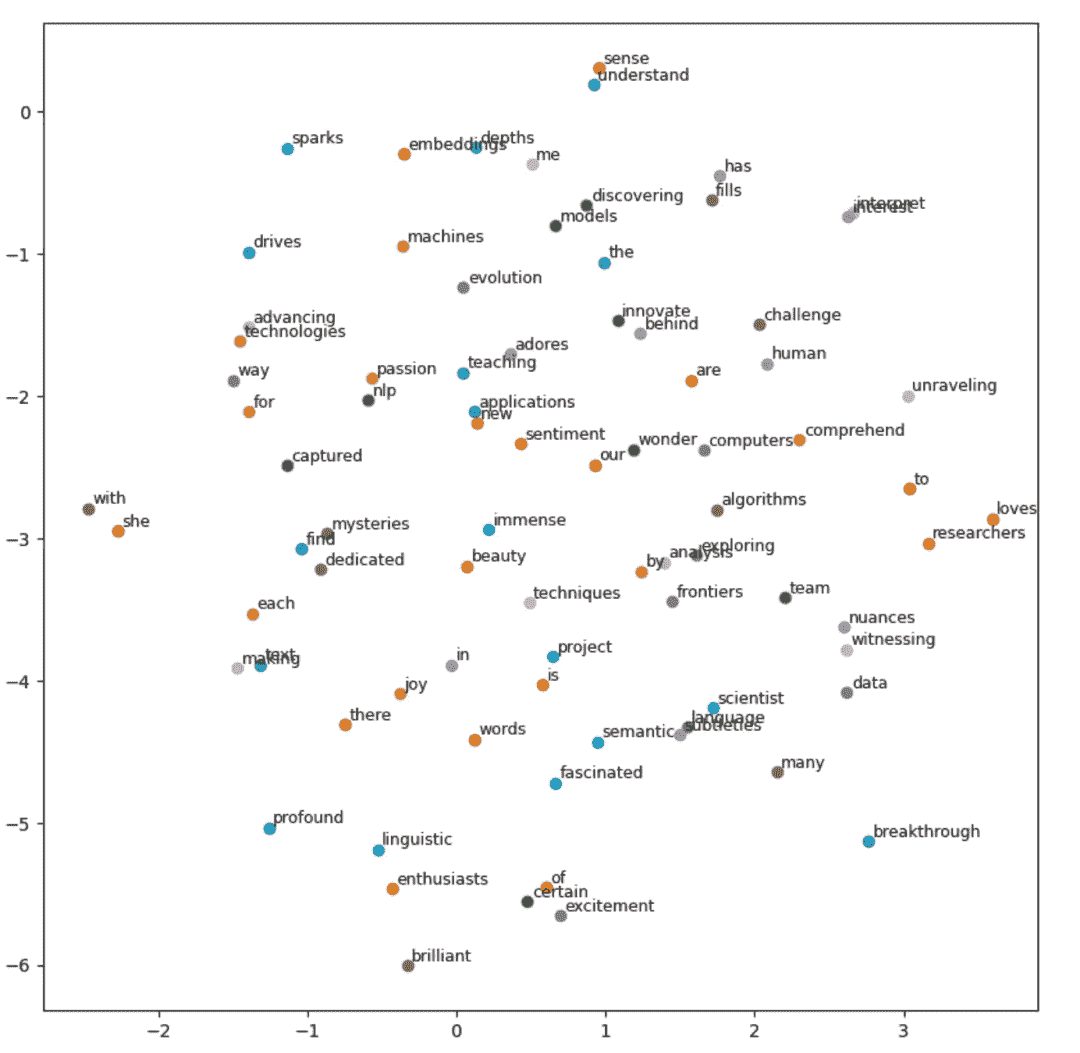 sense
understand
0
sparks
embeddings
depths
me
has
fills
discovering
models
interpret
interest
drives
machines
the
−1
evolution
advancing
technologies
innovate
behind
challenge
adores
teaching
human
way
passion
nlp
are
unraveling
−2
for
applications
new
sentiment
comprehend
captured
our
wonder
computers
to
with
she
mysteries
immense
algorithms
loves
−3
find
dedicated
beauty
by
analysis
exploring
researchers
each
techniques
frontiers
team
nuances
witnessing
making
text
in
project
−4
joy
is
data
there
scientist
words
semantic
language
subtleties
fascinated
many
−5
profound
linguistic
breakthrough
enthusiasts
of
certain
excitement
−6
brilliant
−2 −1 0 1 2 3